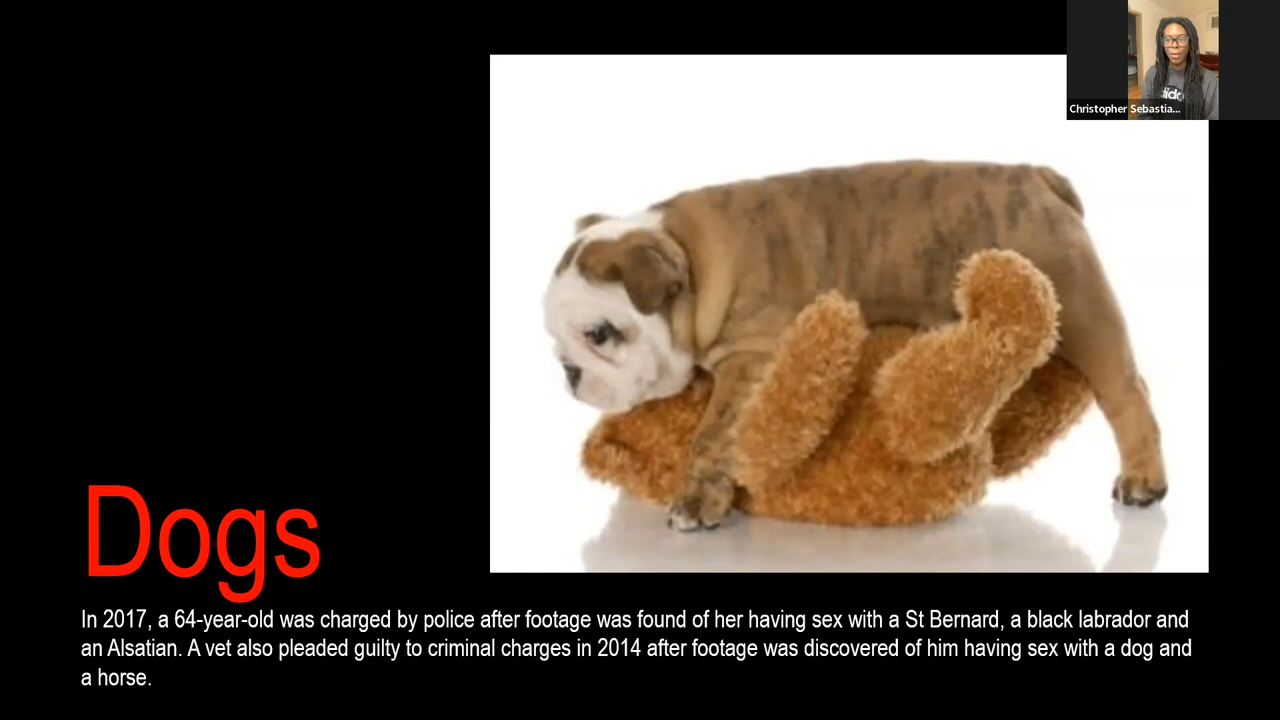 Christopher Sebastia...
Dogs
In 2017, a 64-year-old was charged by police after footage was found of her having sex with a St Bernard, a black labrador and
an Alsatian. A vet also pleaded guilty to criminal charges in 2014 after footage was discovered of him having sex with a dog and
a horse.